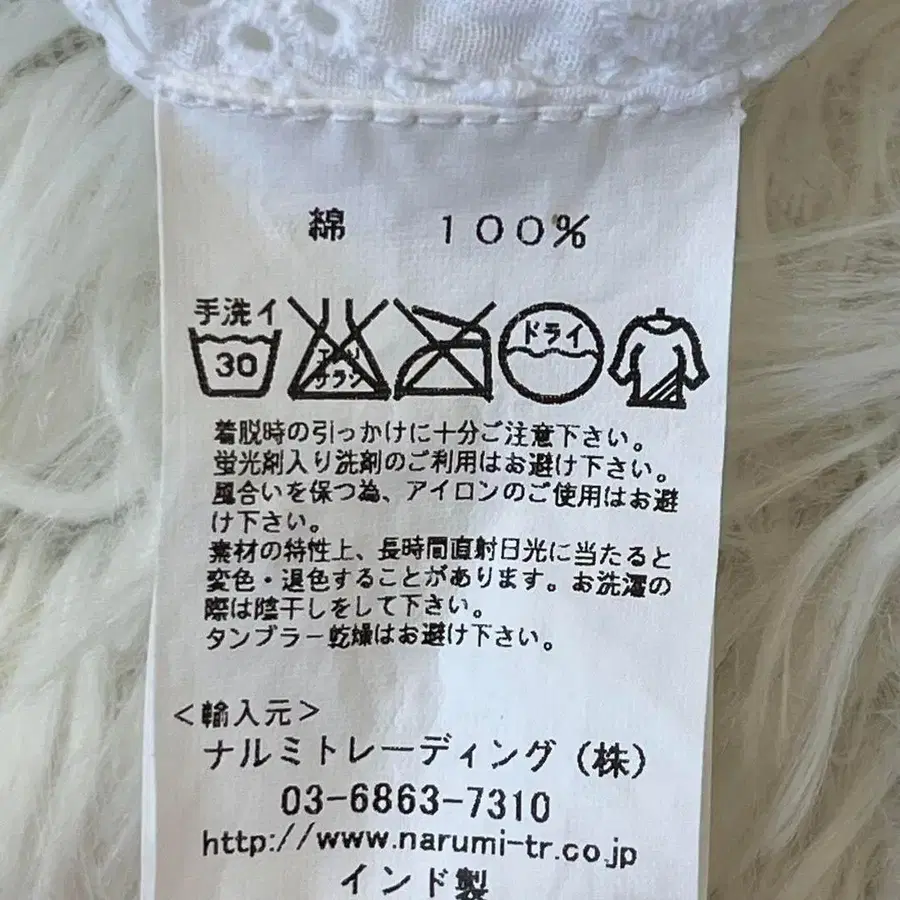 綿 100%
手洗イ
30
エンソ
サラシ
ドライ
着脱時の引っかけに十分ご注意下さい。
蛍光剤入り洗剤のご利用はお避け下さい。
風合いを保つ為、アイロンのご使用はお避
け下さい。
素材の特性上、長時間直射日光に当たると
変色・退色することがあります。お洗濯の
際は陰干しをして下さい。
タンブラー乾燥はお避け下さい。
<輸入元>
ナルミトレーディング(株)
03-6863-7310
http://www.narumi-tr.co.jp
インド製